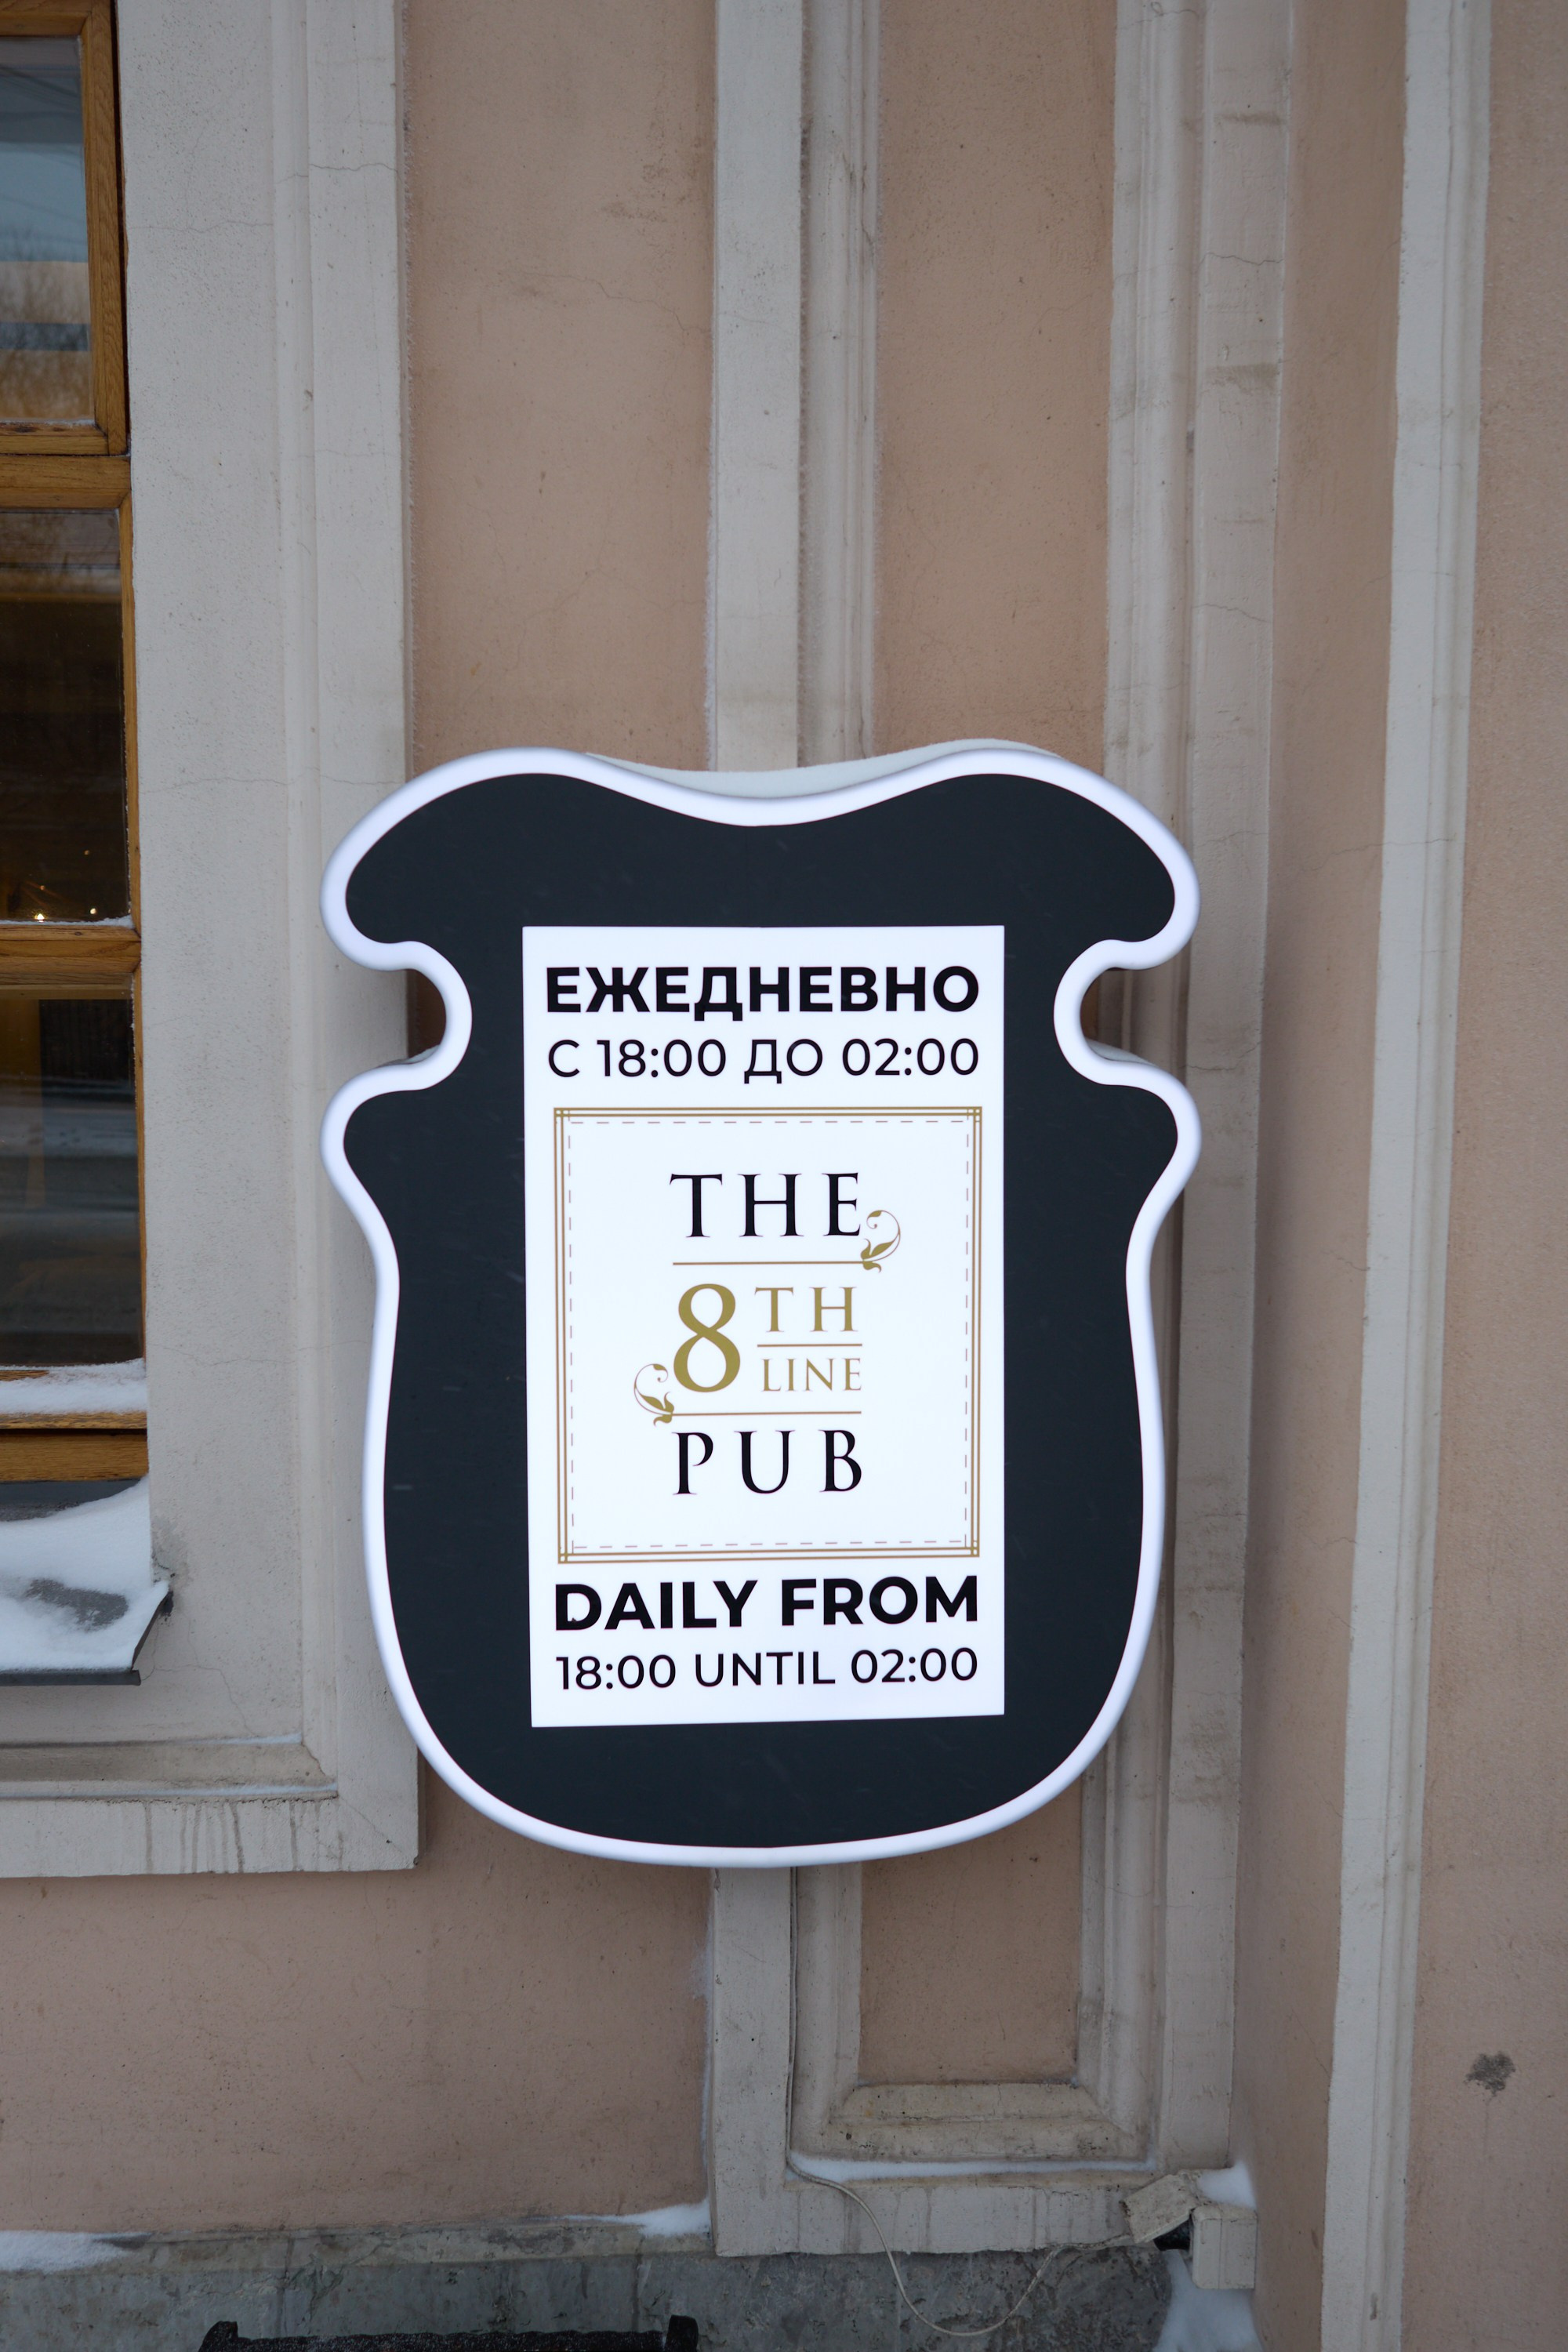 ЕЖЕДНЕВНО
С 18:00 ДО 02:00
THE
8TH
LINE
PUB
DAILY FROM
18:00 UNTIL 02:00